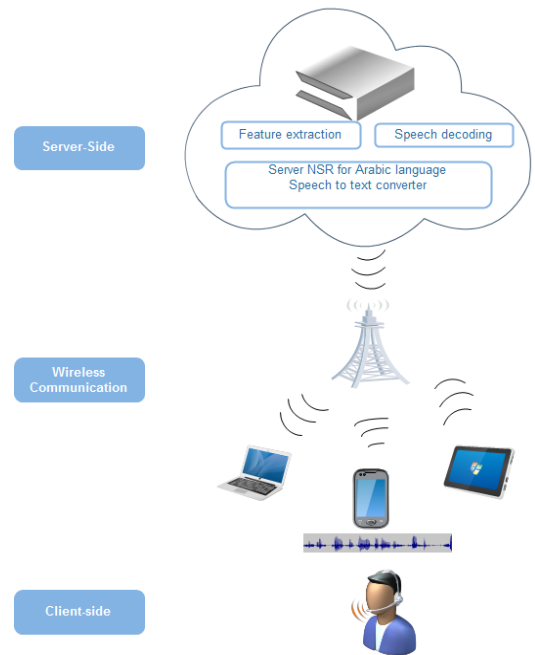 Feature extraction
Speech decoding
Server-Side
Server NSR for Arabic language
Speech to text converter
Wireless
Communication
Client-side